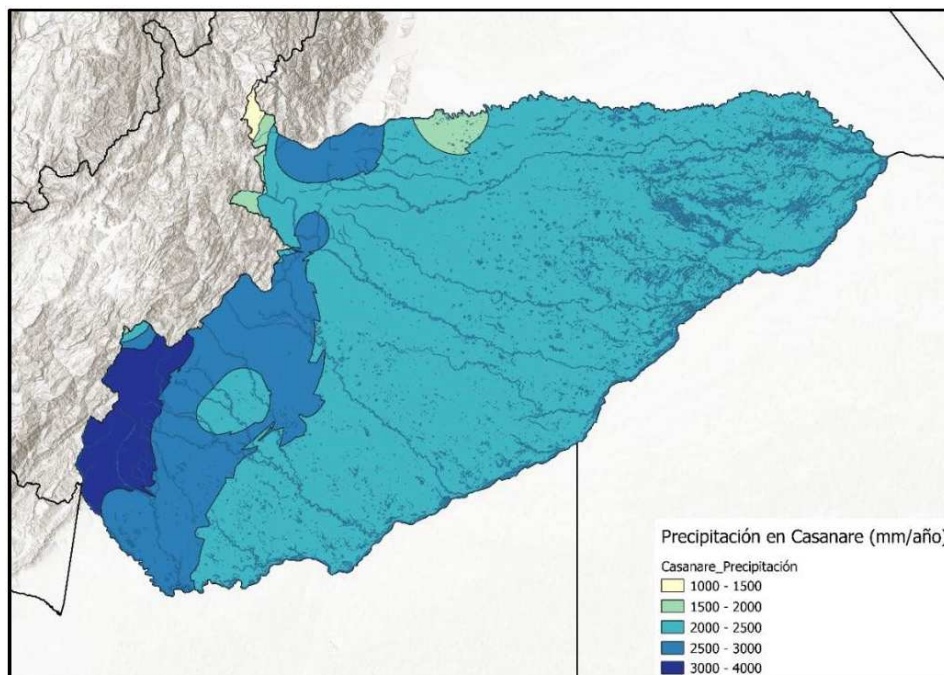 Precipitación en Casanare (mm/año)
Casanare_Precipitación
1000 - 1500
1500 - 2000
2000 - 2500
2500 - 3000
3000 - 4000